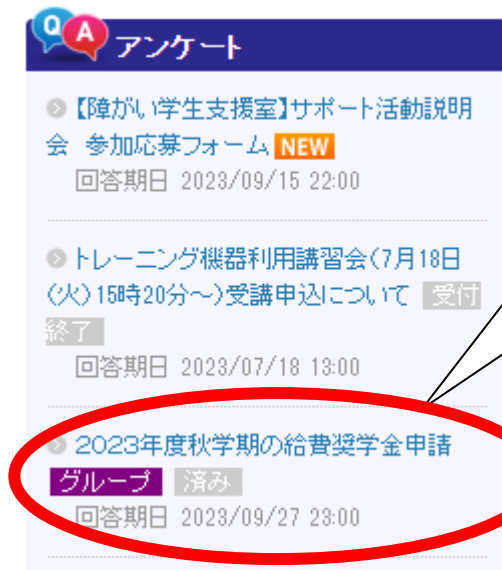 Q A アンケート
【障がい学生支援室】サポート活動説明
会 参加応募フォーム NEW
回答期日 2023/09/15 22:00
トレーニング機器利用講習会(7月18日
(火)15時20分~)受講申込について 受付
終了
回答期日 2023/07/18 13:00
2023年度秋学期の給費奨学金申請
グループ 済み
回答期日 2023/09/27 23:00